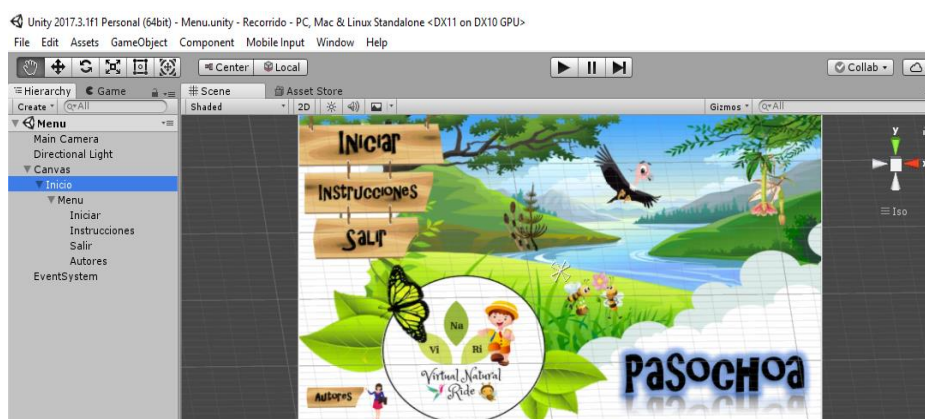 Unity 2017.3.1f1 Personal (64bit) - Menu.unity - Recorrido - PC, Mac & Linux Standalone <DX11 on DX10 GPU>
File Edit Assets GameObject Component Mobile Input Window Help
Center Local Collab
Hierarchy Game Scene Asset Store
Create All Shaded 2D Gizmos All
Menu
Main Camera
Directional Light
Canvas
Inicio
Menu
Iniciar
Instrucciones
Salir
Autores
EventSystem
Iniciar
Instrucciones
Salir
y
x
Iso
Na
Vi Ri
Virtual Natural
Ride
Autores
Pasochoa